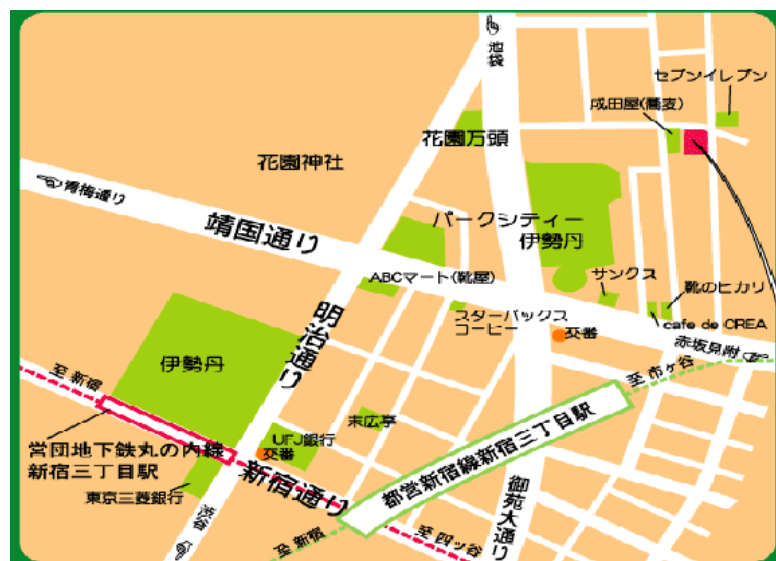 池袋
セブンイレブン
成田屋(蕎麦)
花園万頭
花園神社
青梅通り
靖国通り
パークシティー
伊勢丹
ABCマート(靴屋)
サンクス
靴のヒカリ
スターバックス
コーヒー
交番
cafe de CREA
赤坂見附
明治通り
伊勢丹
至新宿
至市ヶ谷
末広亭
UFJ銀行
交番
営団地下鉄丸の内線
新宿三丁目駅
新宿通り
都営新宿線新宿三丁目駅
御苑大通り
東京三菱銀行
渋谷
至新宿
至四ッ谷